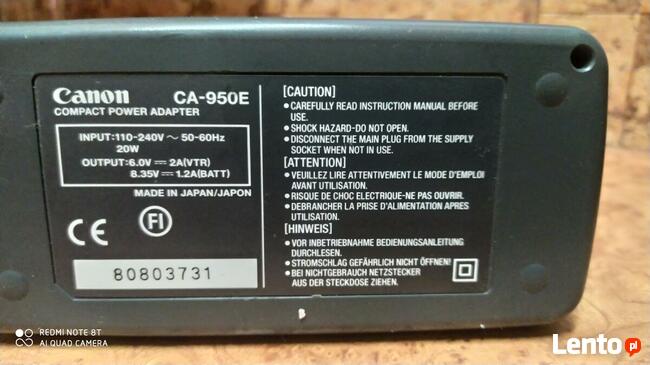 Canon CA-950E
COMPACT POWER ADAPTER
INPUT:110-240V ~ 50-60Hz
20W
OUTPUT:6.0V ⎓ 2A(VTR)
8.35V ⎓ 1.2A(BATT)
MADE IN JAPAN/JAPON
CE FI
80803731
[CAUTION]
● CAREFULLY READ INSTRUCTION MANUAL BEFORE
USE.
● SHOCK HAZARD-DO NOT OPEN.
● DISCONNECT THE MAIN PLUG FROM THE SUPPLY
SOCKET WHEN NOT IN USE.
[ATTENTION]
● VEUILLEZ LIRE ATTENTIVEMENT LE MODE D'EMPLOI
AVANT UTILISATION.
● RISQUE DE CHOC ELECTRIQUE-NE PAS OUVRIR.
● DEBRANCHER LA PRISE D'ALIMENTATION APRES
UTILISATION.
[HINWEIS]
● VOR INBETRIEBNAHME BEDIENUNGSANLEITUNG
DURCHLESEN.
● STROMSCHLAG GEFÄHRLICH NICHT ÖFFNEN!
● BEI NICHTGEBRAUCH NETZSTECKER
AUS DER STECKDOSE ZIEHEN.
REDMI NOTE 8T
AI QUAD CAMERA
Lento.pl